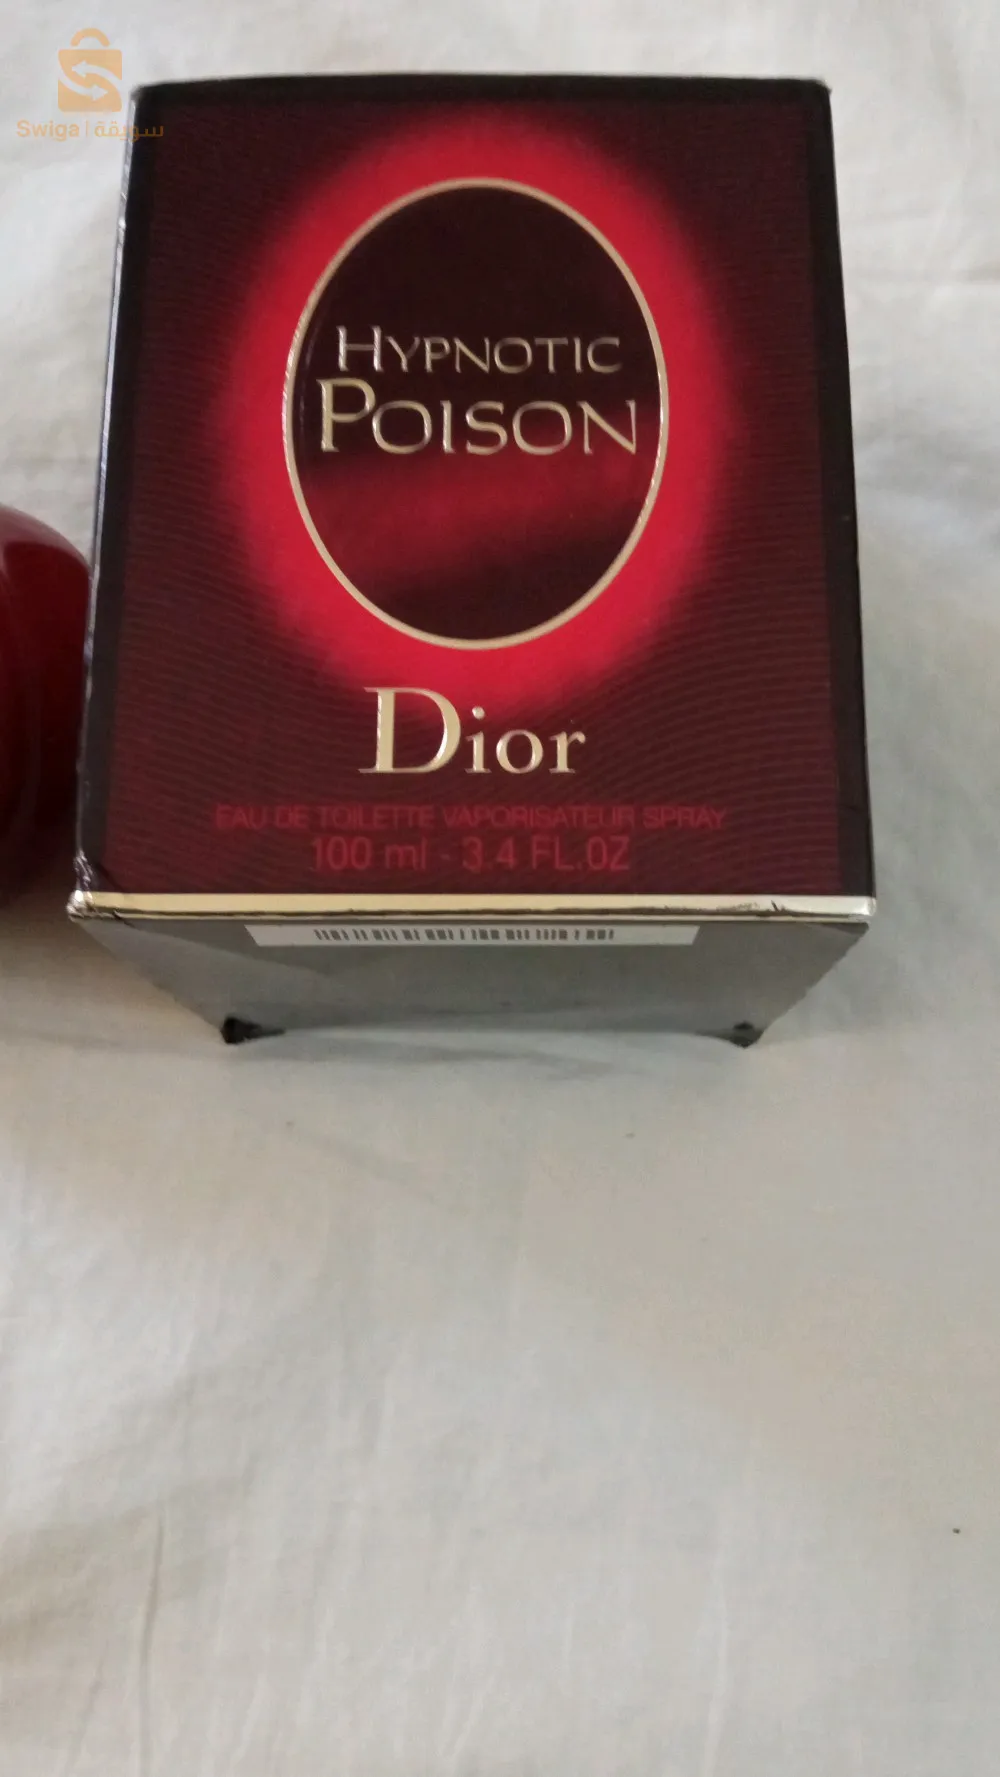 Swiga | سويقة
HYPNOTIC
POISON
Dior
EAU DE TOILETTE VAPORISATEUR SPRAY
100 ml - 3.4 FL.OZ